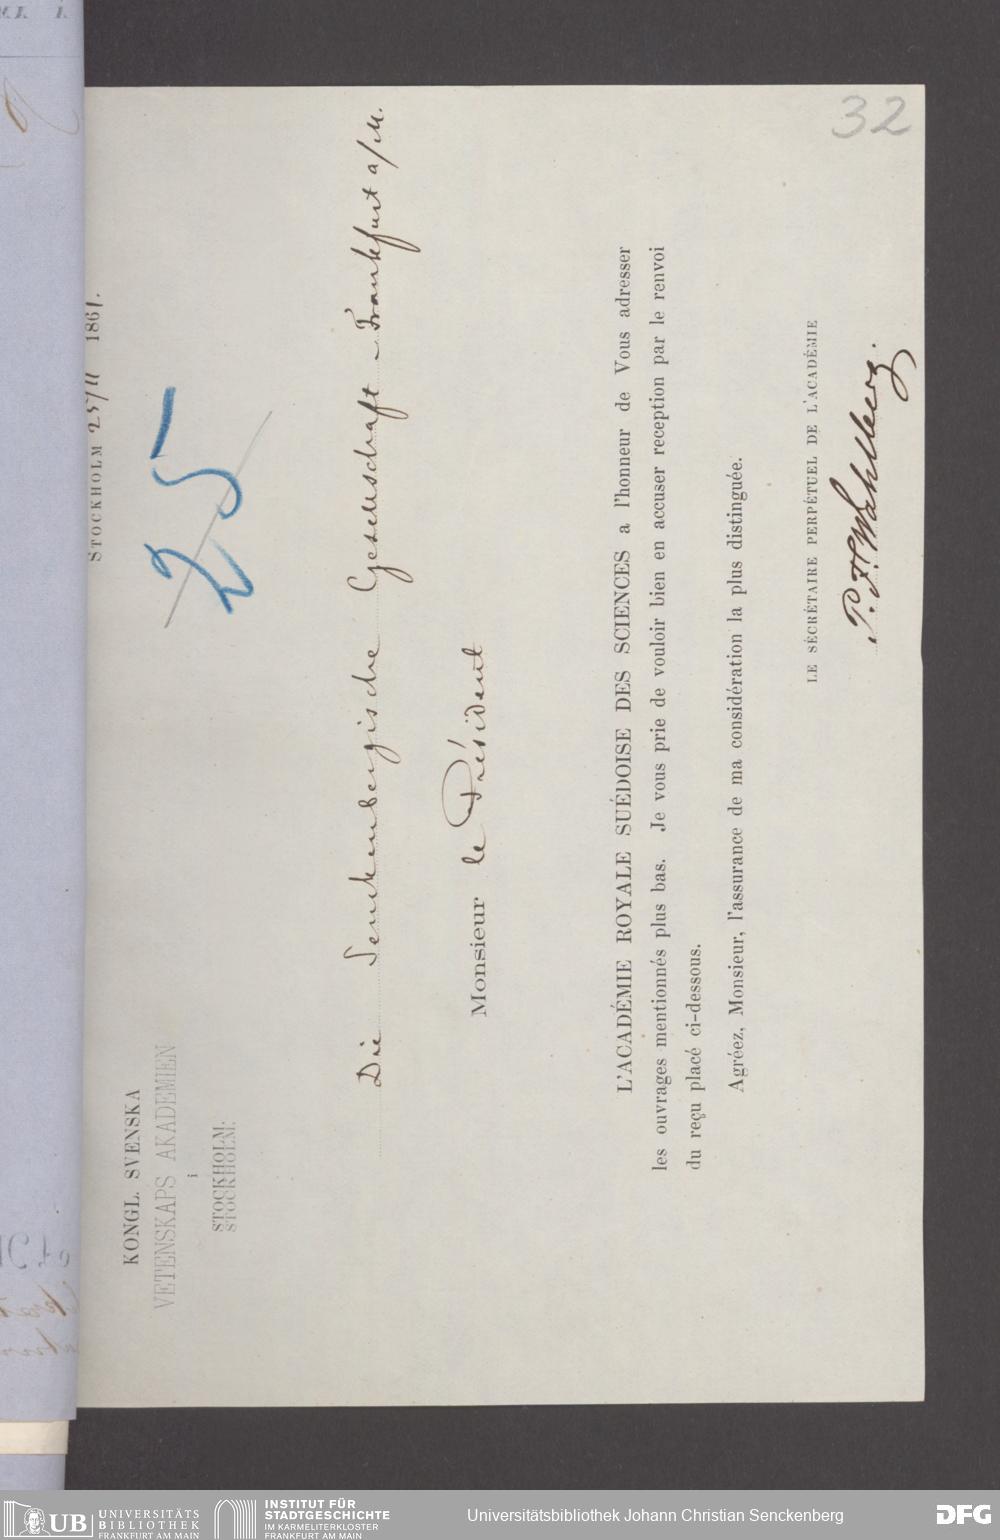 32
KONGL. SVENSKA
VETENSKAPS AKADEMIEN
i
STOCKHOLM.
STOCKHOLM 25/11 1861.
25
Die Senckenbergische Gesellschaft – Frankfurt a/M.
Monsieur le Président
L'ACADÉMIE ROYALE SUÉDOISE DES SCIENCES a l'honneur de Vous adresser
les ouvrages mentionnés plus bas. Je vous prie de vouloir bien en accuser reception par le renvoi
du reçu placé ci-dessous.
Agréez, Monsieur, l'assurance de ma considération la plus distinguée.
LE SÉCRÉTAIRE PERPÉTUEL DE L'ACADÉMIE
P. F. Wahlberg.
UB UNIVERSITÄTS
BIBLIOTHEK
FRANKFURT AM MAIN
INSTITUT FÜR
STADTGESCHICHTE
IM KARMELITERKLOSTER
FRANKFURT AM MAIN
Universitätsbibliothek Johann Christian Senckenberg
DFG